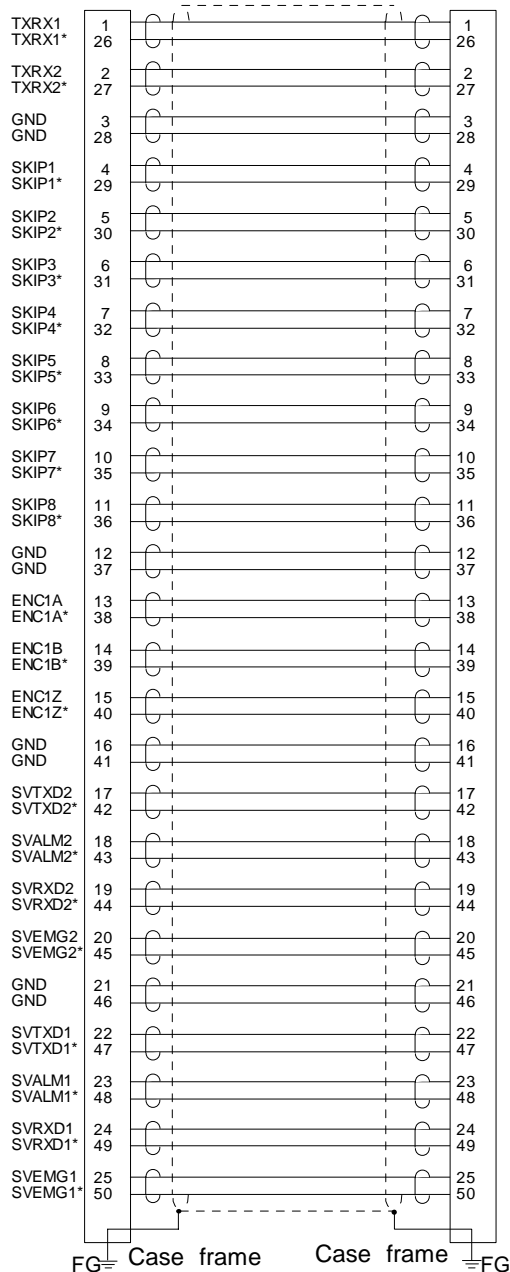 TXRX1 1 1
TXRX1* 26 26
TXRX2 2 2
TXRX2* 27 27
GND 3 3
GND 28 28
SKIP1 4 4
SKIP1* 29 29
SKIP2 5 5
SKIP2* 30 30
SKIP3 6 6
SKIP3* 31 31
SKIP4 7 7
SKIP4* 32 32
SKIP5 8 8
SKIP5* 33 33
SKIP6 9 9
SKIP6* 34 34
SKIP7 10 10
SKIP7* 35 35
SKIP8 11 11
SKIP8* 36 36
GND 12 12
GND 37 37
ENC1A 13 13
ENC1A* 38 38
ENC1B 14 14
ENC1B* 39 39
ENC1Z 15 15
ENC1Z* 40 40
GND 16 16
GND 41 41
SVTXD2 17 17
SVTXD2* 42 42
SVALM2 18 18
SVALM2* 43 43
SVRXD2 19 19
SVRXD2* 44 44
SVEMG2 20 20
SVEMG2* 45 45
GND 21 21
GND 46 46
SVTXD1 22 22
SVTXD1* 47 47
SVALM1 23 23
SVALM1* 48 48
SVRXD1 24 24
SVRXD1* 49 49
SVEMG1 25 25
SVEMG1* 50 50
FG Case frame Case frame FG